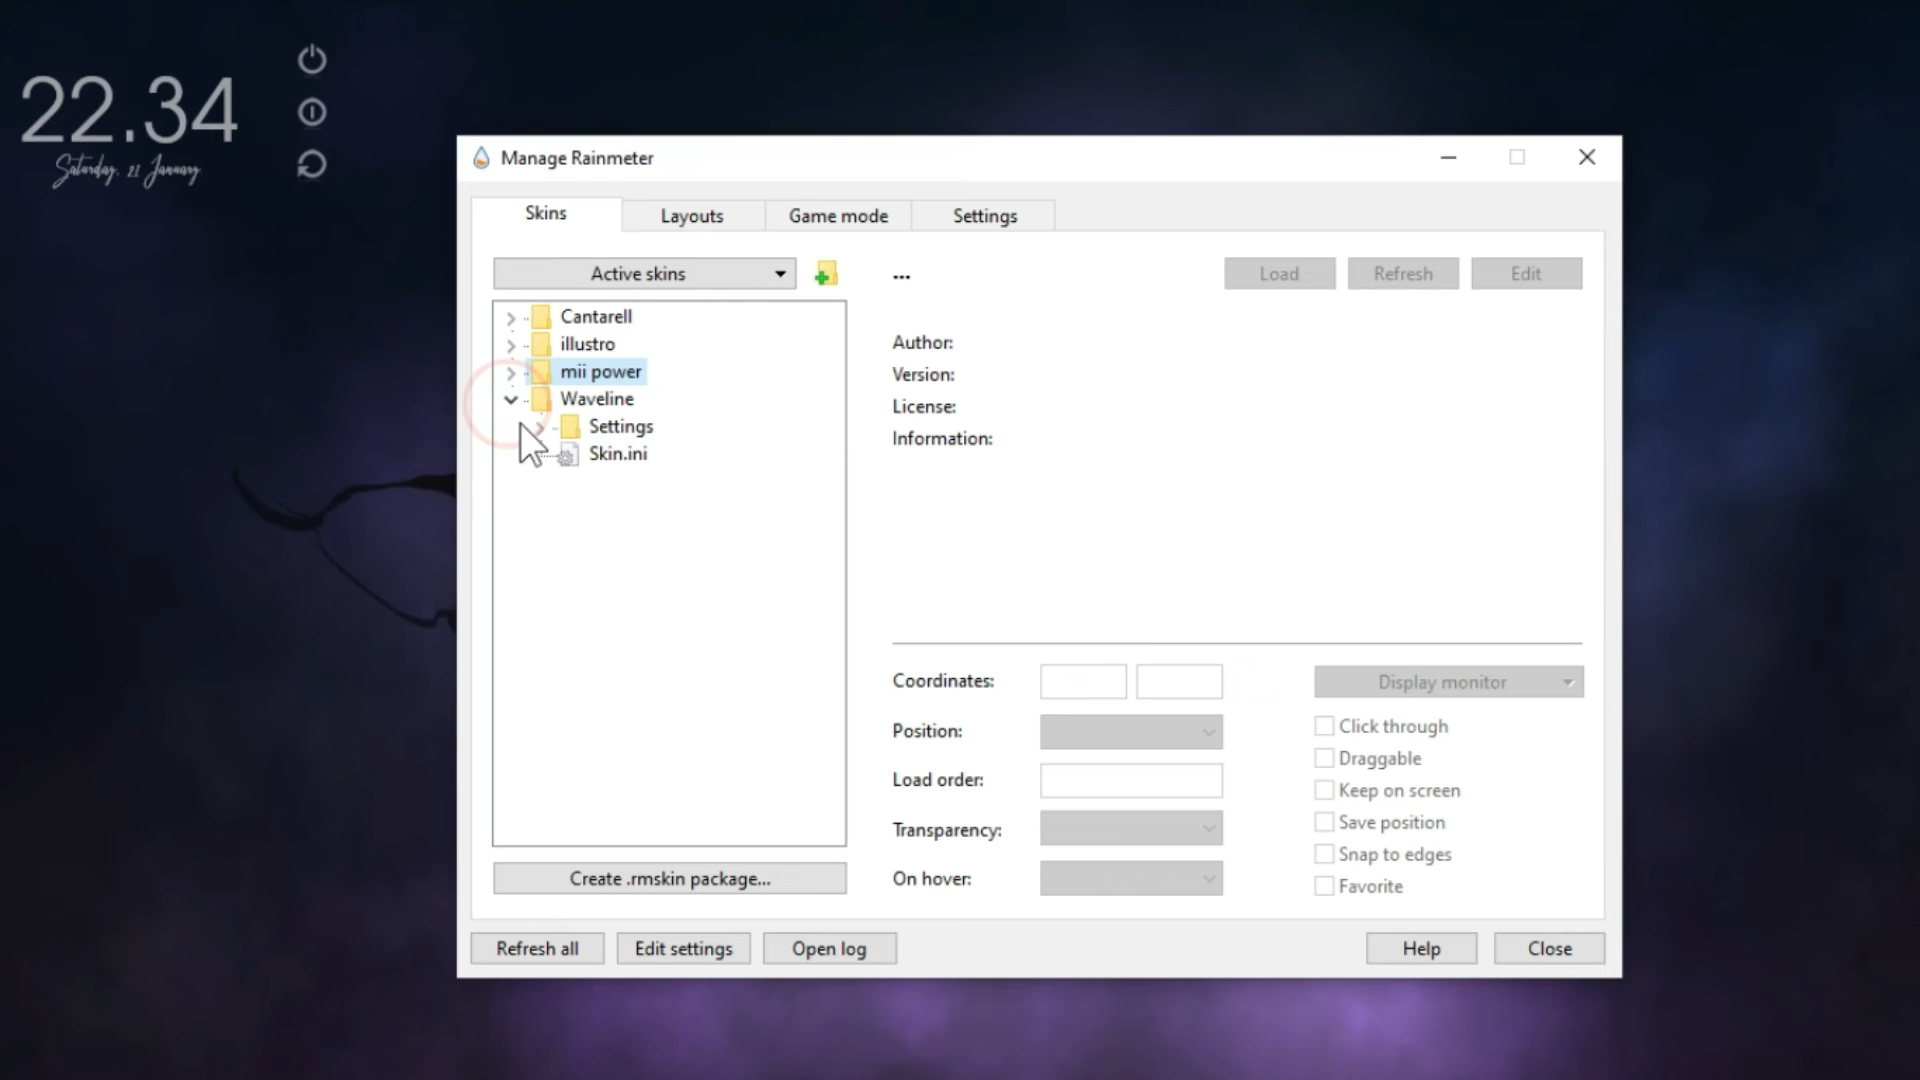 22.34
Saturday, 21 January
Manage Rainmeter
Skins
Layouts
Game mode
Settings
Active skins
...
Load
Refresh
Edit
Cantarell
illustro
mii power
Waveline
Settings
Skin.ini
Author:
Version:
License:
Information:
Coordinates:
Display monitor
Position:
Click through
Draggable
Load order:
Keep on screen
Transparency:
Save position
Snap to edges
On hover:
Favorite
Create .rmskin package...
Refresh all
Edit settings
Open log
Help
Close